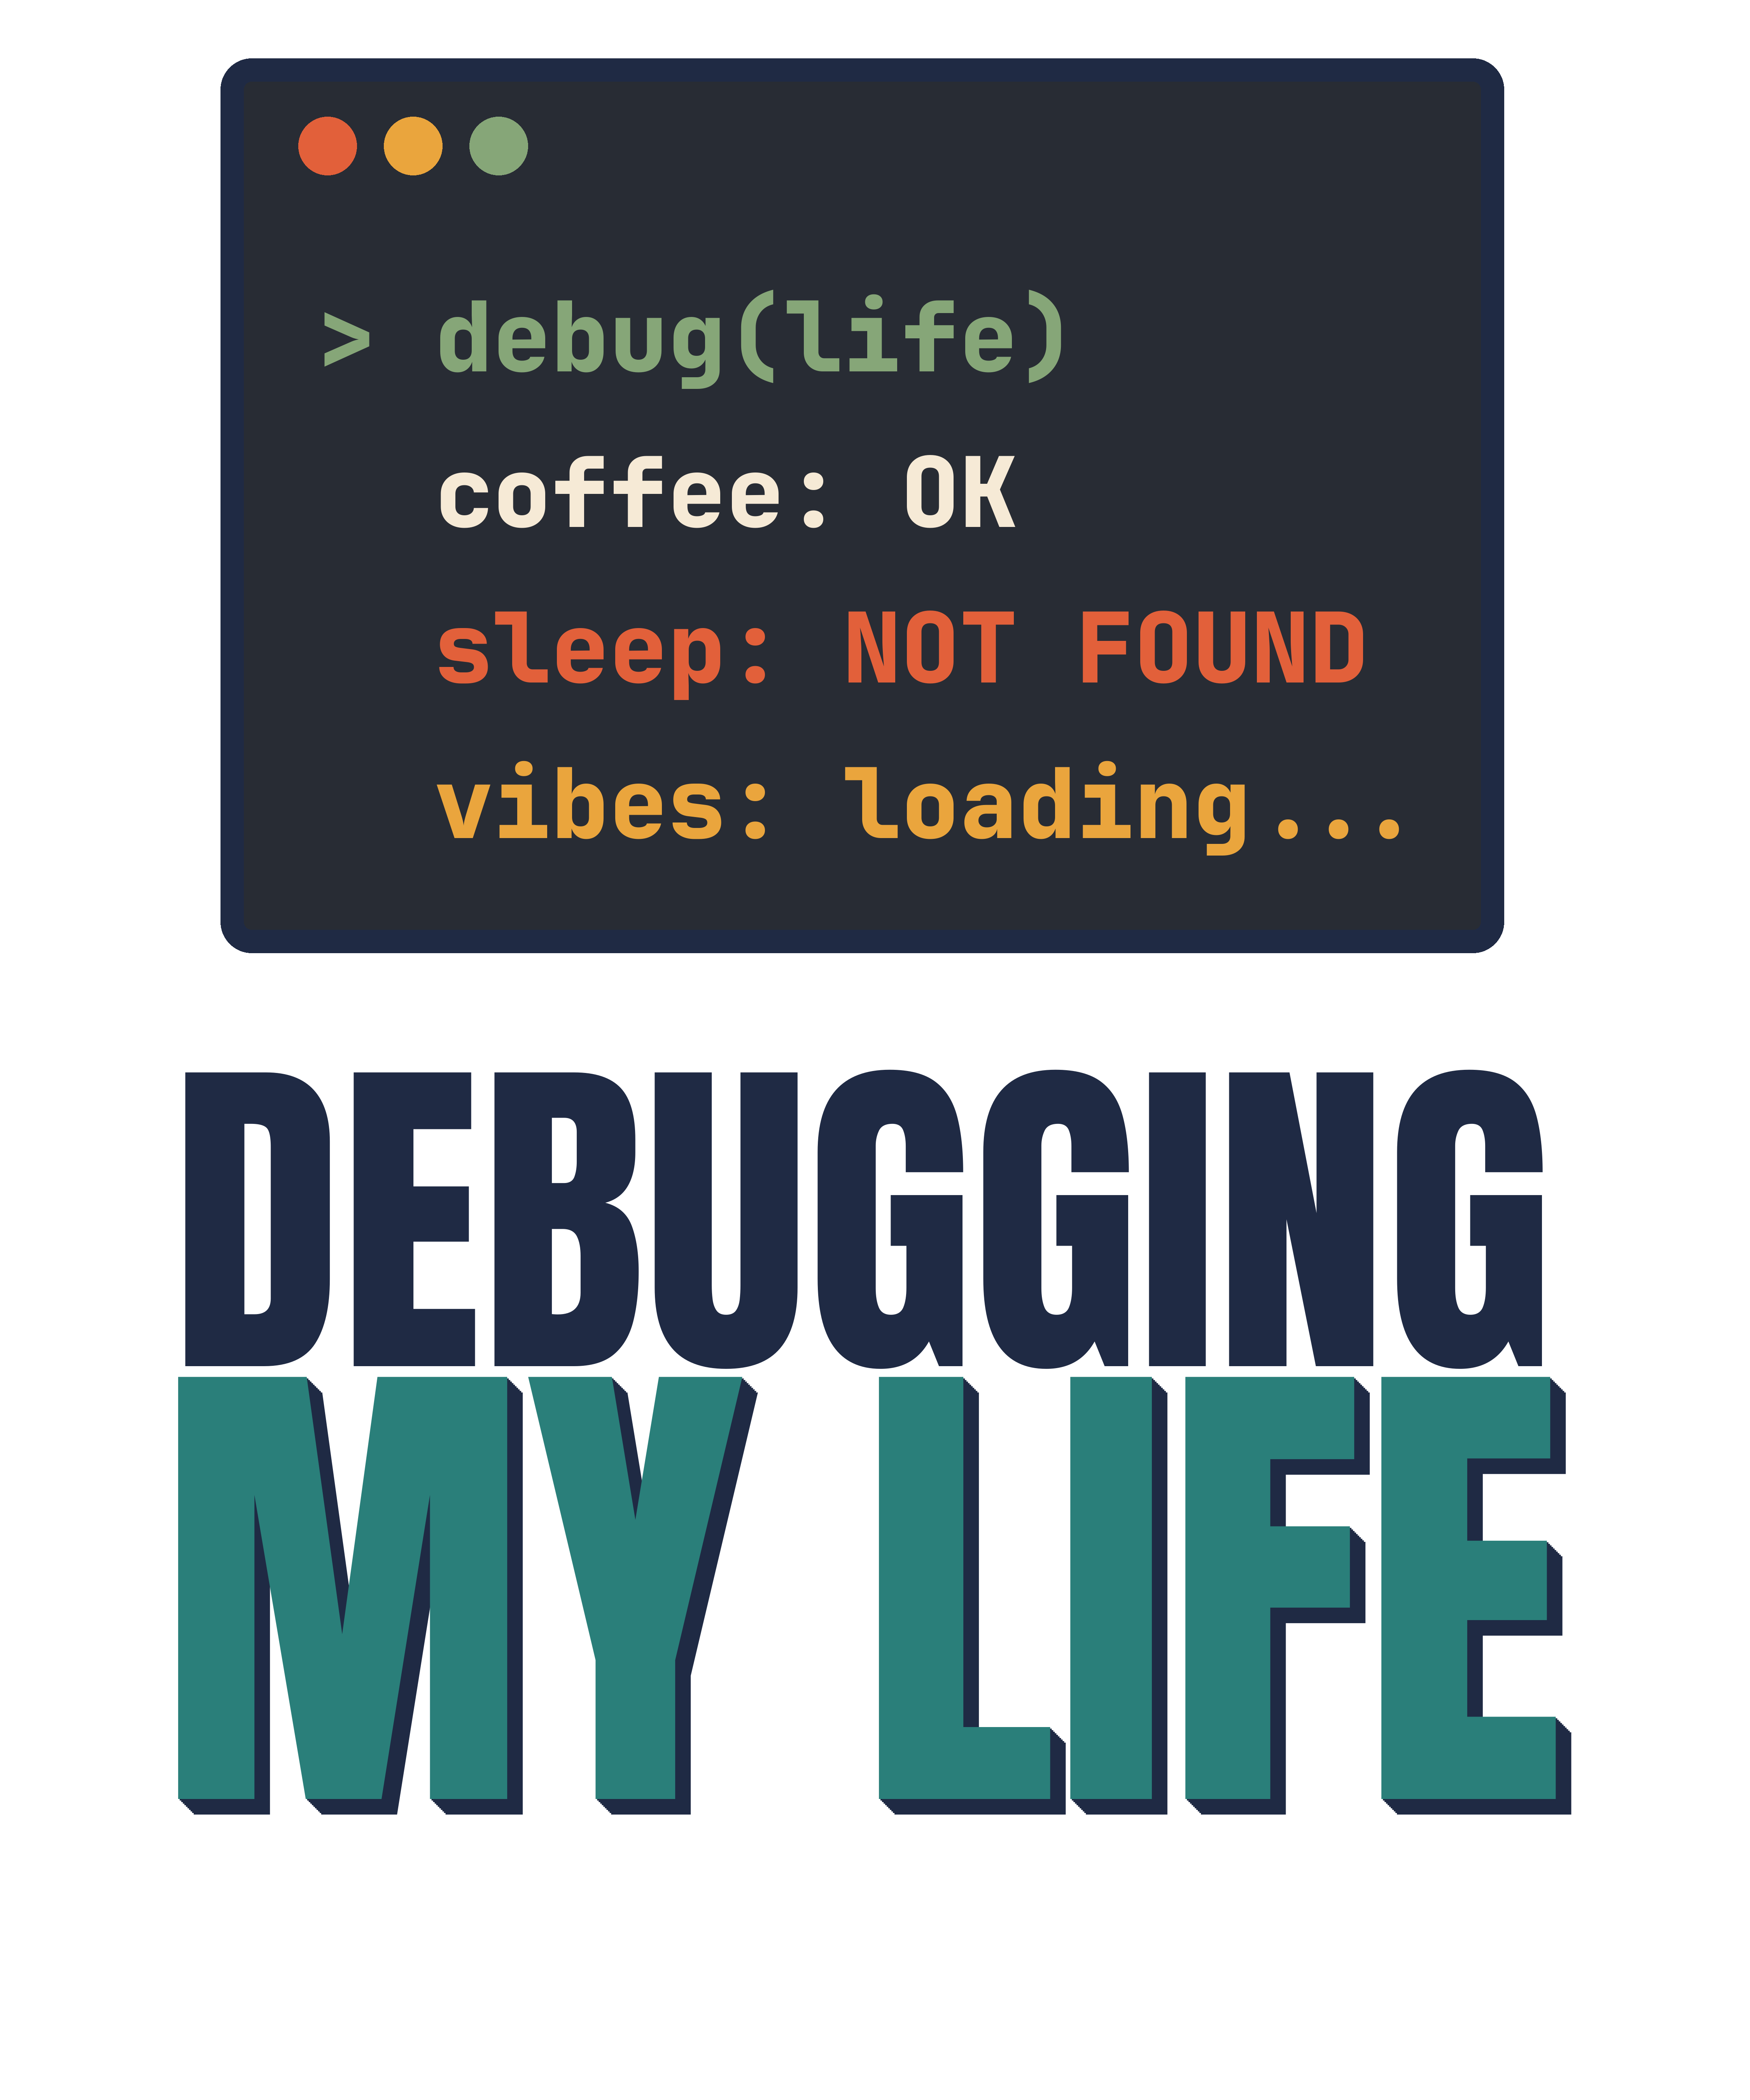 > debug(life)
coffee: OK
sleep: NOT FOUND
vibes: loading...
DEBUGGING
MY LIFE